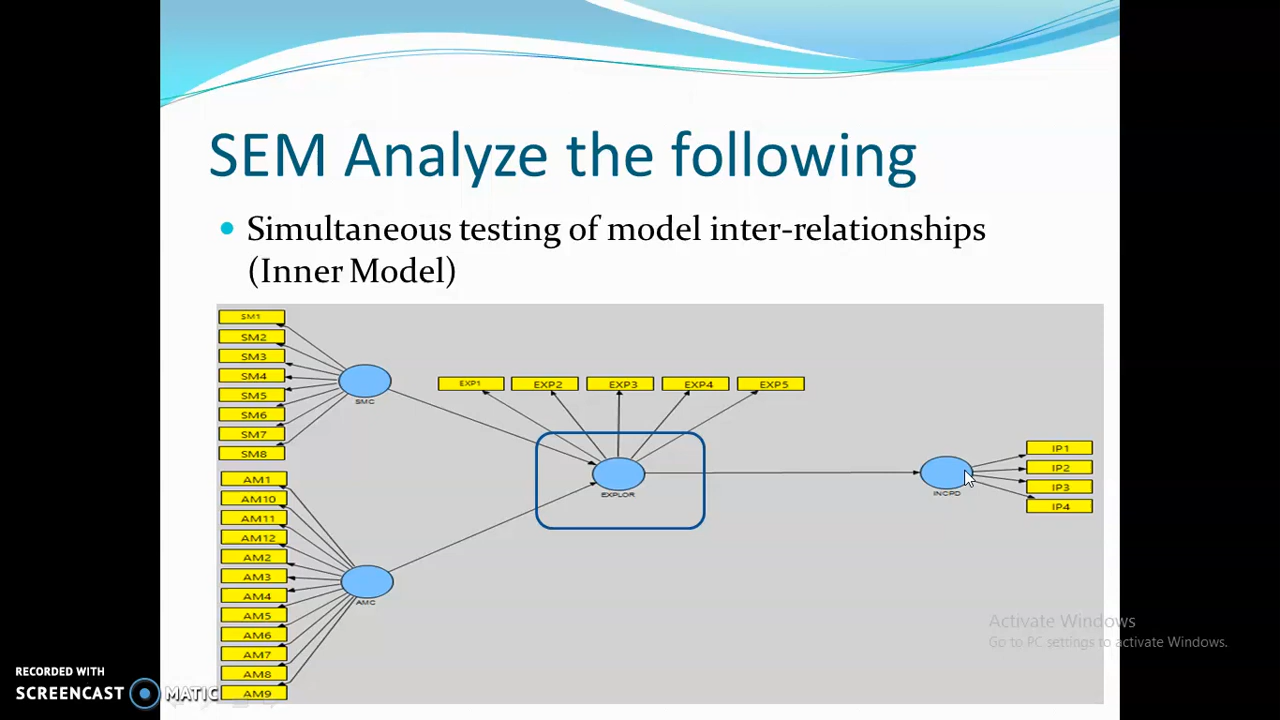 SEM Analyze the following
Simultaneous testing of model inter-relationships
(Inner Model)
SM1
SM2
SM3
SM4
SM5
SM6
SM7
SM8
SMC
EXP1
EXP2
EXP3
EXP4
EXP5
EXPLOR
INCPD
IP1
IP2
IP3
IP4
AM1
AM10
AM11
AM12
AM2
AM3
AM4
AM5
AM6
AM7
AM8
AM9
AMC
Activate Windows
Go to PC settings to activate Windows.
RECORDED WITH
SCREENCAST MATIC